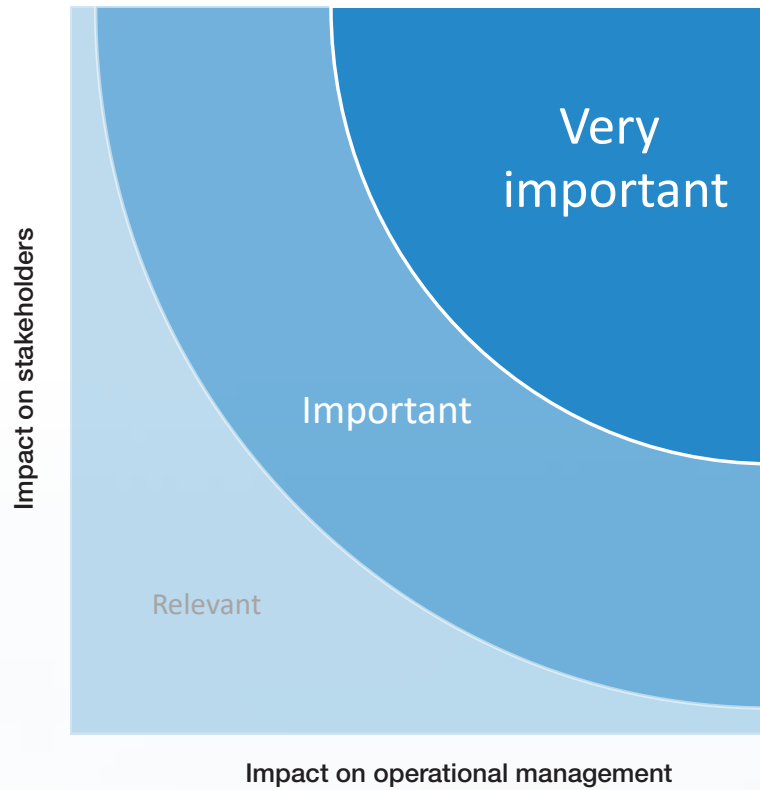 Very
important
Impact on stakeholders
Important
Relevant
Impact on operational management